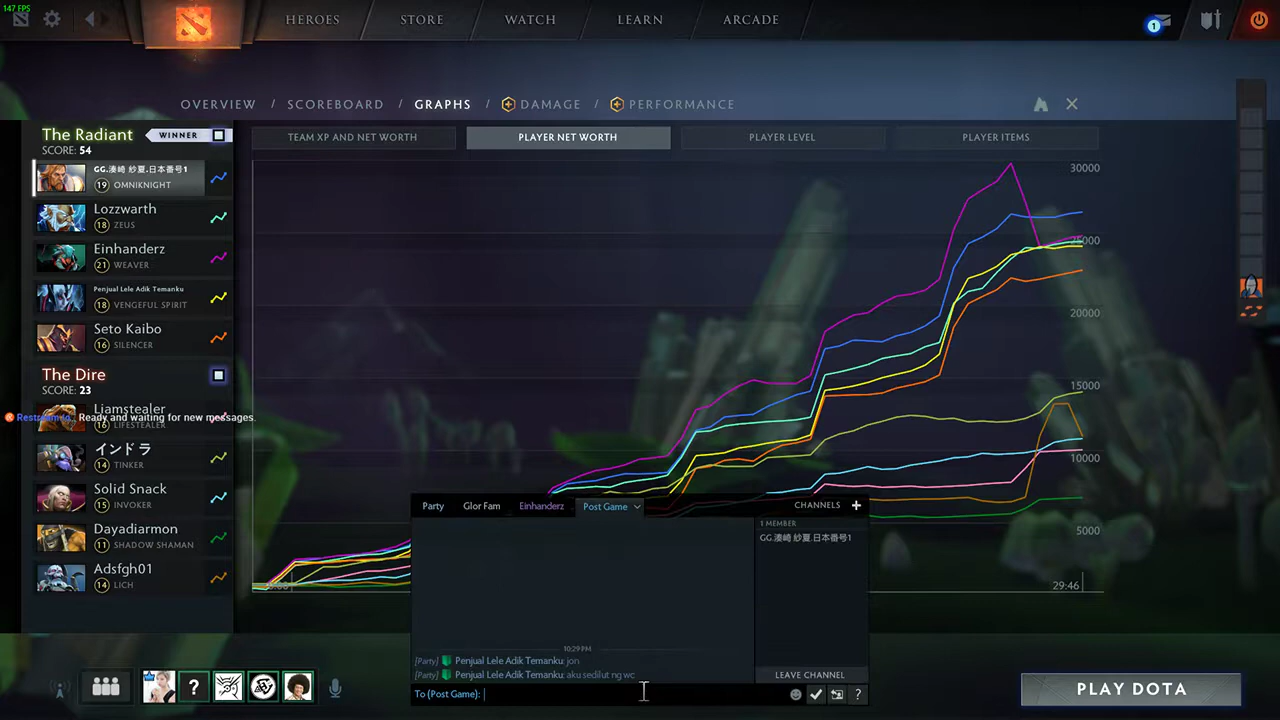 147 FPS
HEROES
STORE
WATCH
LEARN
ARCADE
1
OVERVIEW / SCOREBOARD / GRAPHS / DAMAGE / PERFORMANCE
The Radiant
WINNER
SCORE: 54
TEAM XP AND NET WORTH
PLAYER NET WORTH
PLAYER LEVEL
PLAYER ITEMS
GG.湊崎 紗夏.日本番号1
19 OMNIKNIGHT
Lozzwarth
18 ZEUS
Einhanderz
21 WEAVER
Penjual Lele Adik Temanku
18 VENGEFUL SPIRIT
Seto Kaibo
16 SILENCER
The Dire
SCORE: 23
Liamstealer
Restream.io: Ready and waiting for new messages.
16 LIFESTEALER
インドラ
14 TINKER
Solid Snack
15 INVOKER
Dayadiarmon
11 SHADOW SHAMAN
Adsfgh01
14 LICH
30000
25000
20000
15000
10000
5000
29:46
Party
Glor Fam
Einhanderz
Post Game
CHANNELS +
1 MEMBER
GG.湊崎 紗夏.日本番号1
10:29 PM
[Party] Penjual Lele Adik Temanku: jon
[Party] Penjual Lele Adik Temanku: aku sedilut ng wc
LEAVE CHANNEL
To (Post Game):
?
?
PLAY DOTA